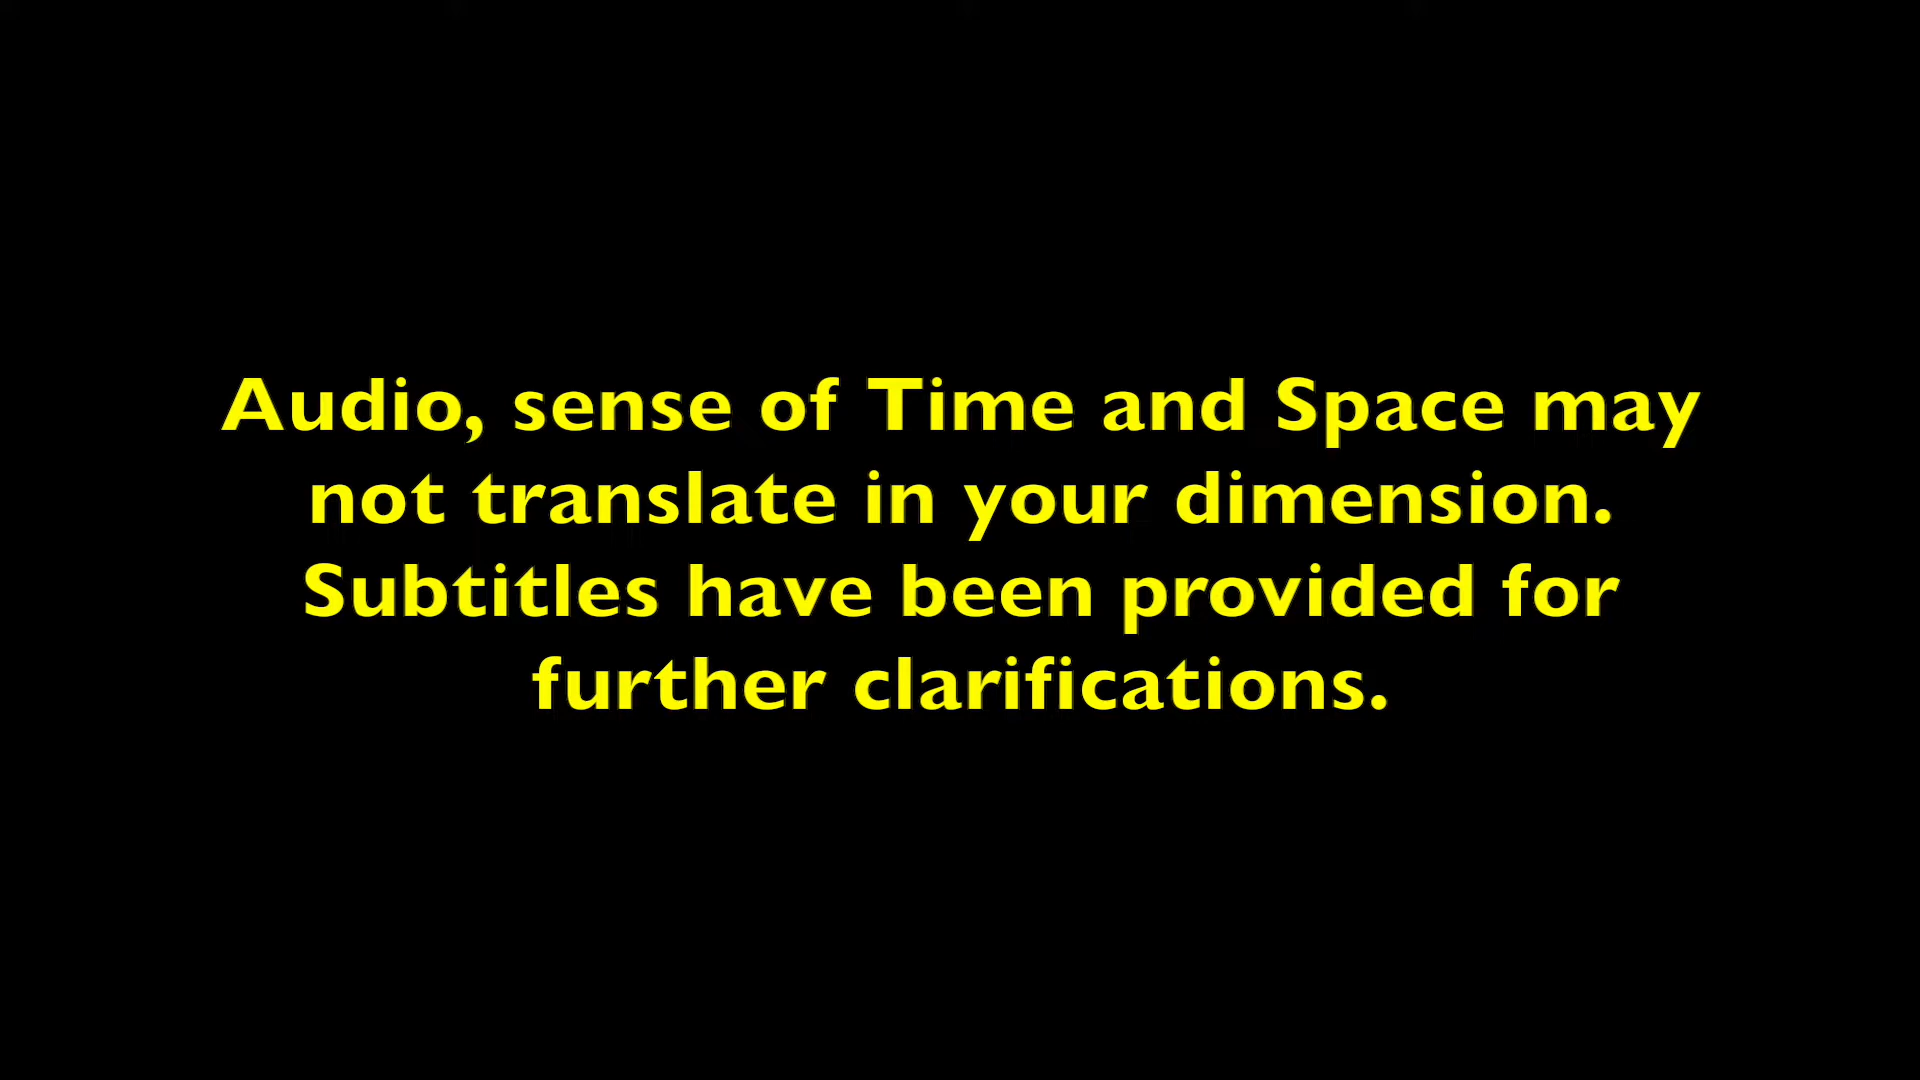 Audio, sense of Time and Space may
not translate in your dimension.
Subtitles have been provided for
further clarifications.